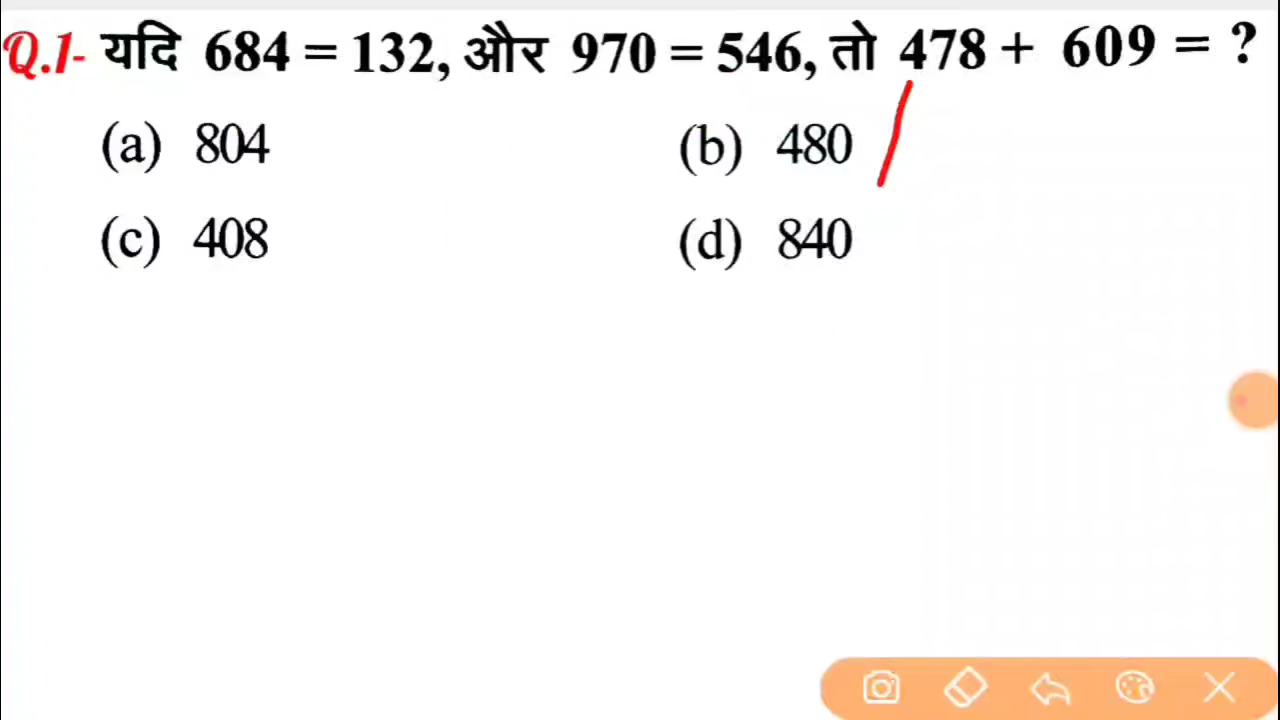 Q.1- यदि 684 = 132, और 970 = 546, तो 478 + 609 = ?
(a) 804 (b) 480
(c) 408 (d) 840